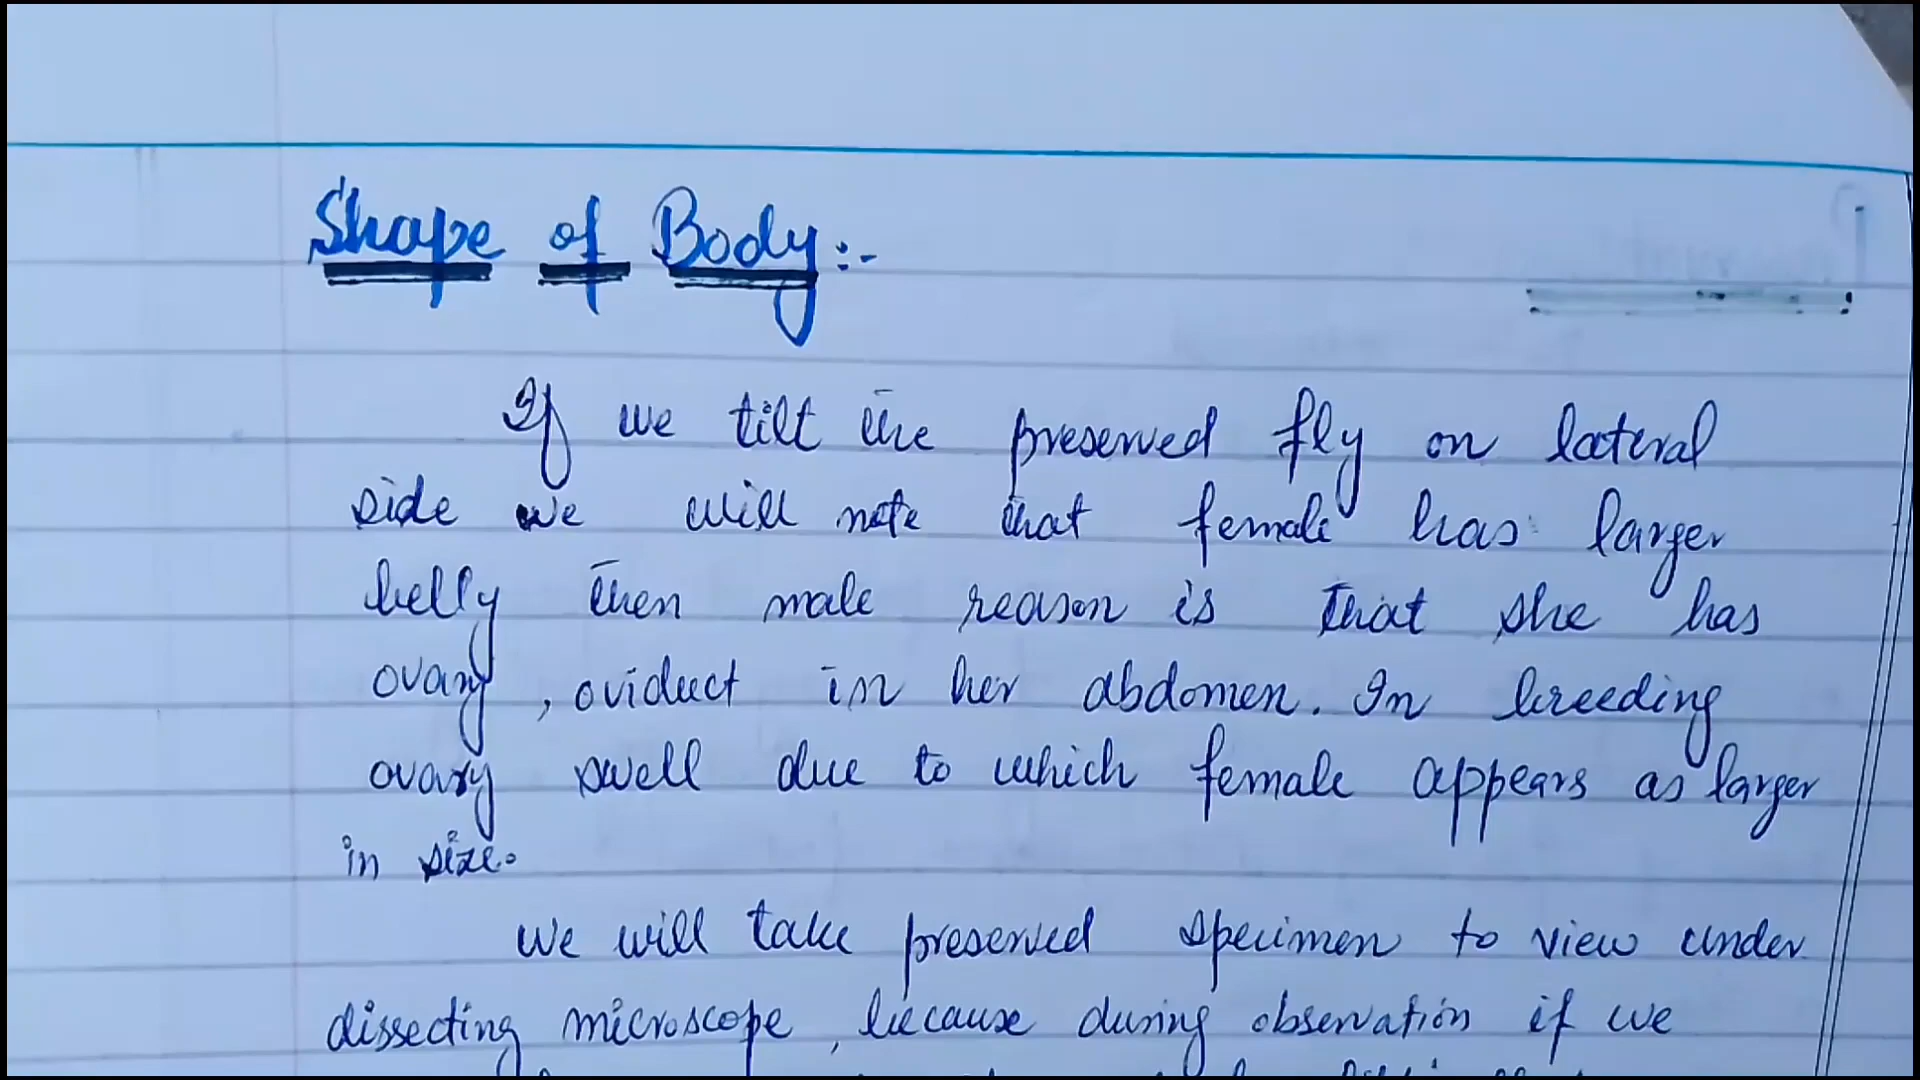 Shape of Body:-
If we tilt the preserved fly on lateral
side we will note that female has larger
belly then male reason is that she has
ovary, oviduct in her abdomen. In breeding
ovary swell due to which female appears as larger
in size.
We will take preserved specimen to view under
dissecting microscope, because during observation if we